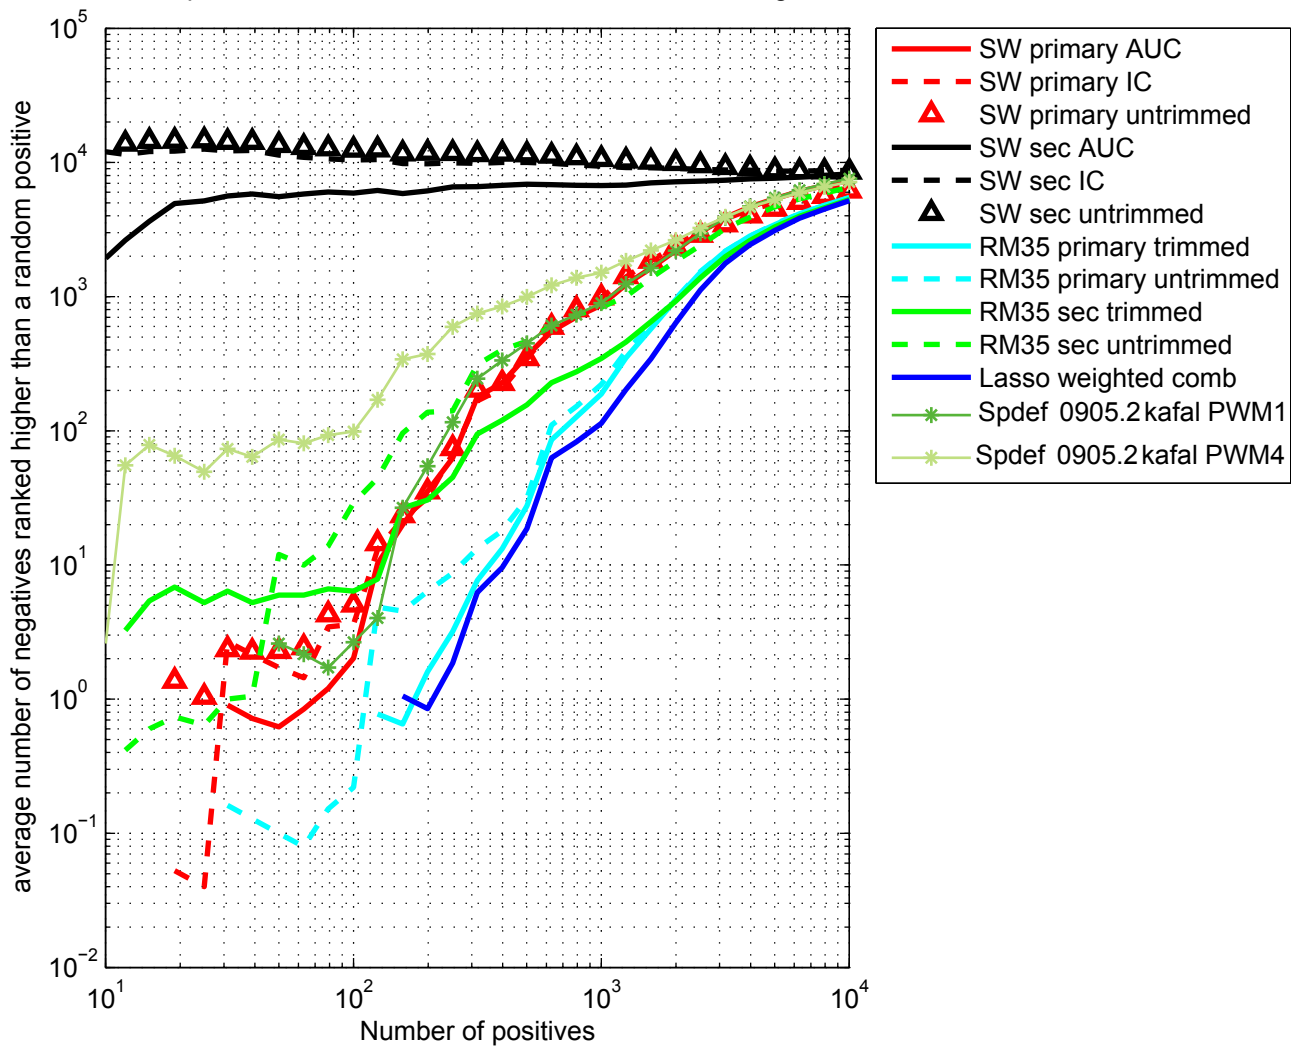 10^5
10^4
10^3
10^2
10^1
10^0
10^−1
10^−2
average number of negatives ranked higher than a random positive
10^1
10^2
10^3
10^4
Number of positives
SW primary AUC
SW primary IC
SW primary untrimmed
SW sec AUC
SW sec IC
SW sec untrimmed
RM35 primary trimmed
RM35 primary untrimmed
RM35 sec trimmed
RM35 sec untrimmed
Lasso weighted comb
Spdef 0905.2 kafal PWM1
Spdef 0905.2 kafal PWM4